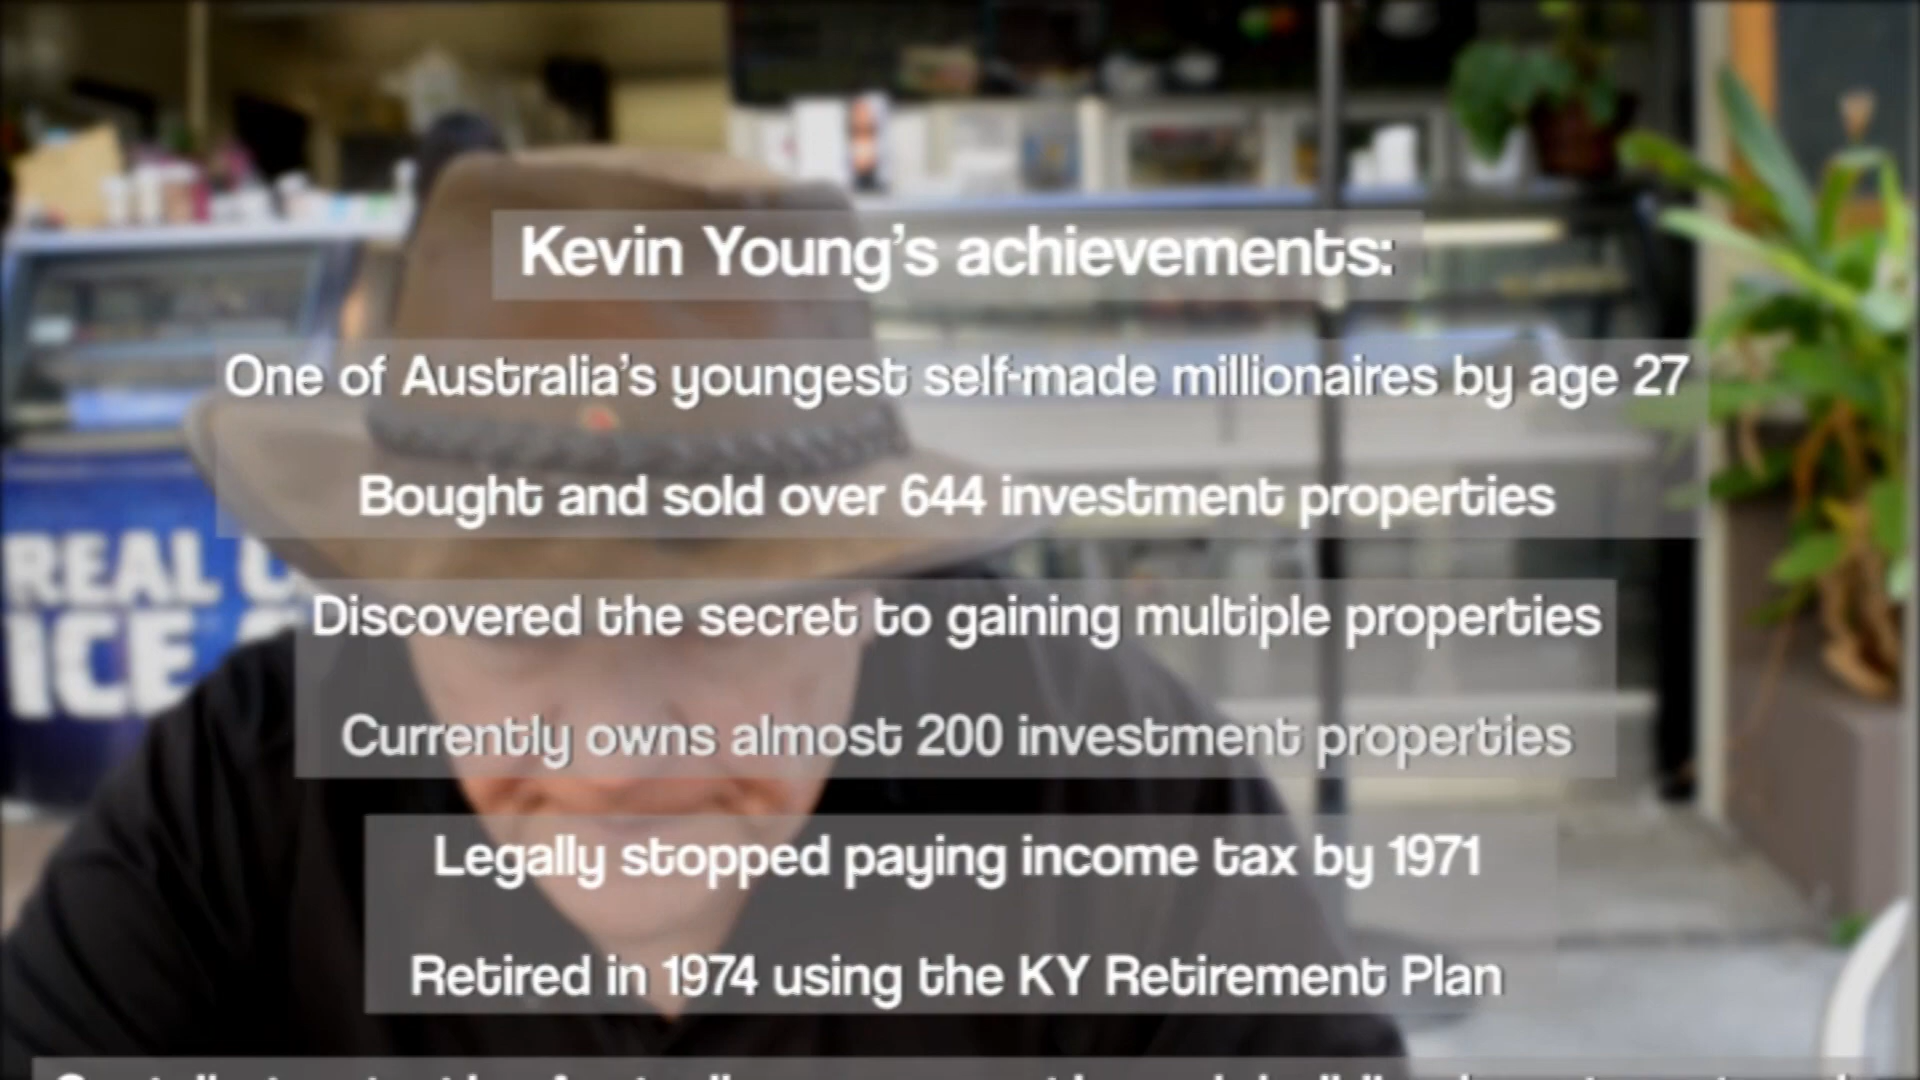 Kevin Young's achievements:
One of Australia's youngest self-made millionaires by age 27
Bought and sold over 644 investment properties
REAL
Discovered the secret to gaining multiple properties
ICE
Currently owns almost 200 investment properties
Legally stopped paying income tax by 1971
Retired in 1974 using the KY Retirement Plan